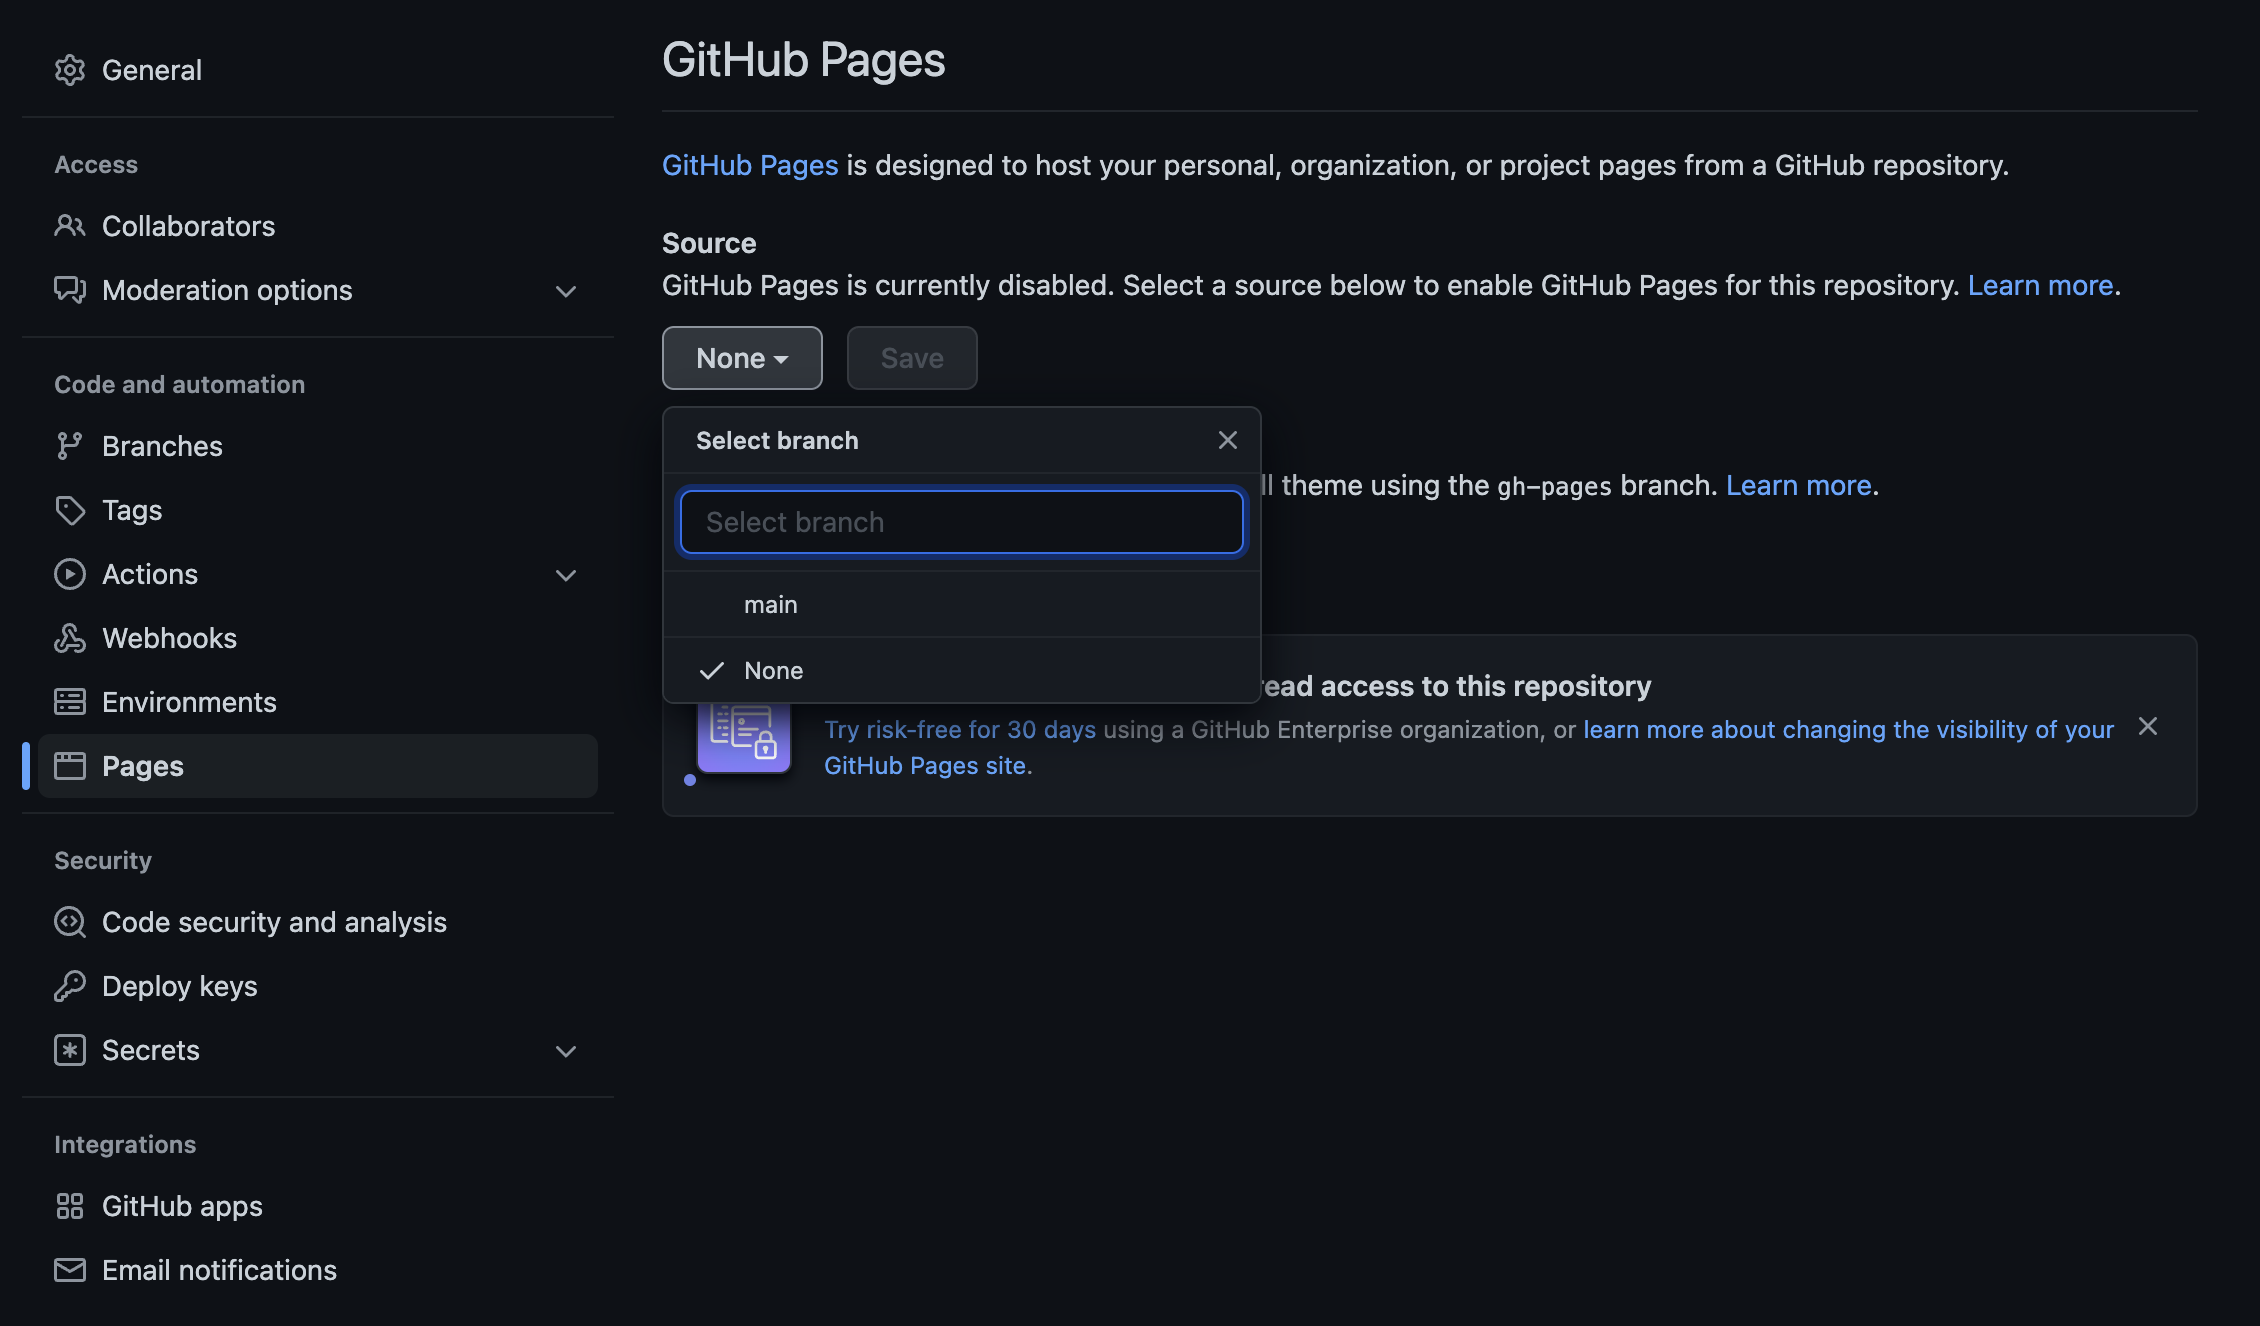 General
Access
Collaborators
Moderation options
Code and automation
Branches
Tags
Actions
Webhooks
Environments
Pages
Security
Code security and analysis
Deploy keys
Secrets
Integrations
GitHub apps
Email notifications
GitHub Pages
GitHub Pages is designed to host your personal, organization, or project pages from a GitHub repository.
Source
GitHub Pages is currently disabled. Select a source below to enable GitHub Pages for this repository. Learn more.
None Save
Select branch
Select branch
main
None
theme using the gh-pages branch. Learn more.
access to this repository
Try risk-free for 30 days using a GitHub Enterprise organization, or learn more about changing the visibility of your
GitHub Pages site.